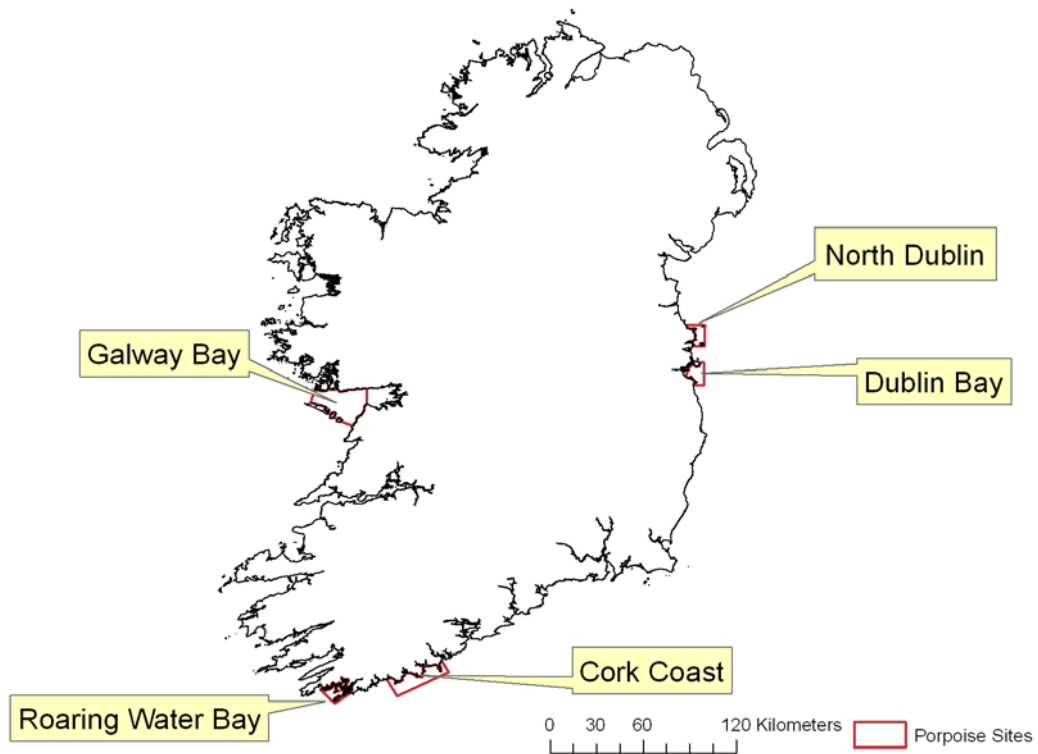 North Dublin
Galway Bay
Dublin Bay
Cork Coast
Roaring Water Bay
0 30 60 120 Kilometers
Porpoise Sites